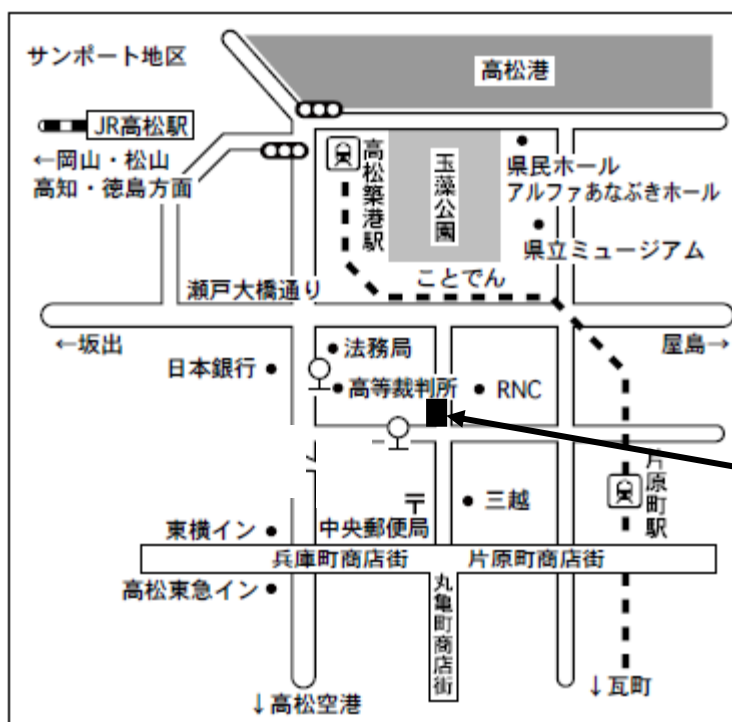 サンポート地区
高松港
JR高松駅
←岡山・松山
高知・徳島方面
高松築港駅
玉藻公園
県民ホール
アルファあなぶきホール
県立ミュージアム
ことでん
瀬戸大橋通り
←坂出
屋島→
法務局
日本銀行
高等裁判所
RNC
片原町駅
三越
〒
中央郵便局
東横イン
兵庫町商店街
片原町商店街
高松東急イン
丸亀町商店街
↓瓦町
↓高松空港